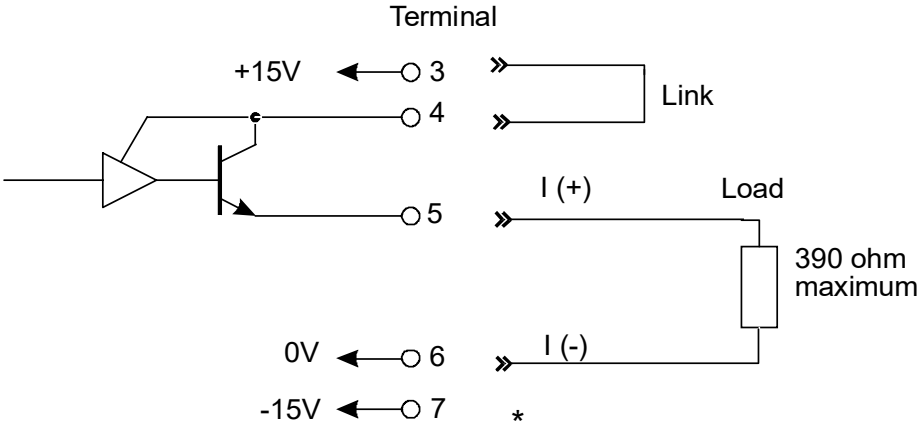 Terminal
+15V 3
4
Link
5
I (+)
Load
390 ohm
maximum
0V 6
I (-)
-15V 7
*